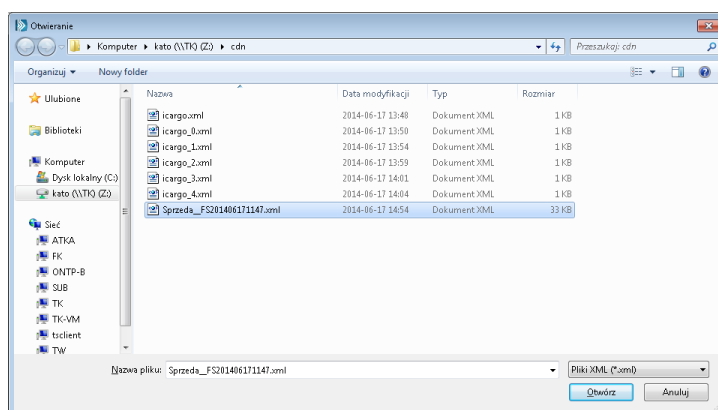 Otwieranie
Komputer ▸ kato (\\TK) (Z:) ▸ cdn
Przeszukaj: cdn
Organizuj
Nowy folder
Ulubione
Biblioteki
Komputer
Dysk lokalny (C:)
kato (\\TK) (Z:)
Sieć
ATKA
FK
ONTP-B
SUB
TK
TK-VM
tsclient
TW
Nazwa Data modyfikacji Typ Rozmiar
icargo.xml 2014-06-17 13:48 Dokument XML 1 KB
icargo_0.xml 2014-06-17 13:50 Dokument XML 1 KB
icargo_1.xml 2014-06-17 13:54 Dokument XML 1 KB
icargo_2.xml 2014-06-17 13:59 Dokument XML 1 KB
icargo_3.xml 2014-06-17 14:01 Dokument XML 1 KB
icargo_4.xml 2014-06-17 14:04 Dokument XML 1 KB
Sprzeda__FS201406171147.xml 2014-06-17 14:54 Dokument XML 33 KB
Nazwa pliku: Sprzeda__FS201406171147.xml
Pliki XML (*.xml)
Otwórz
Anuluj